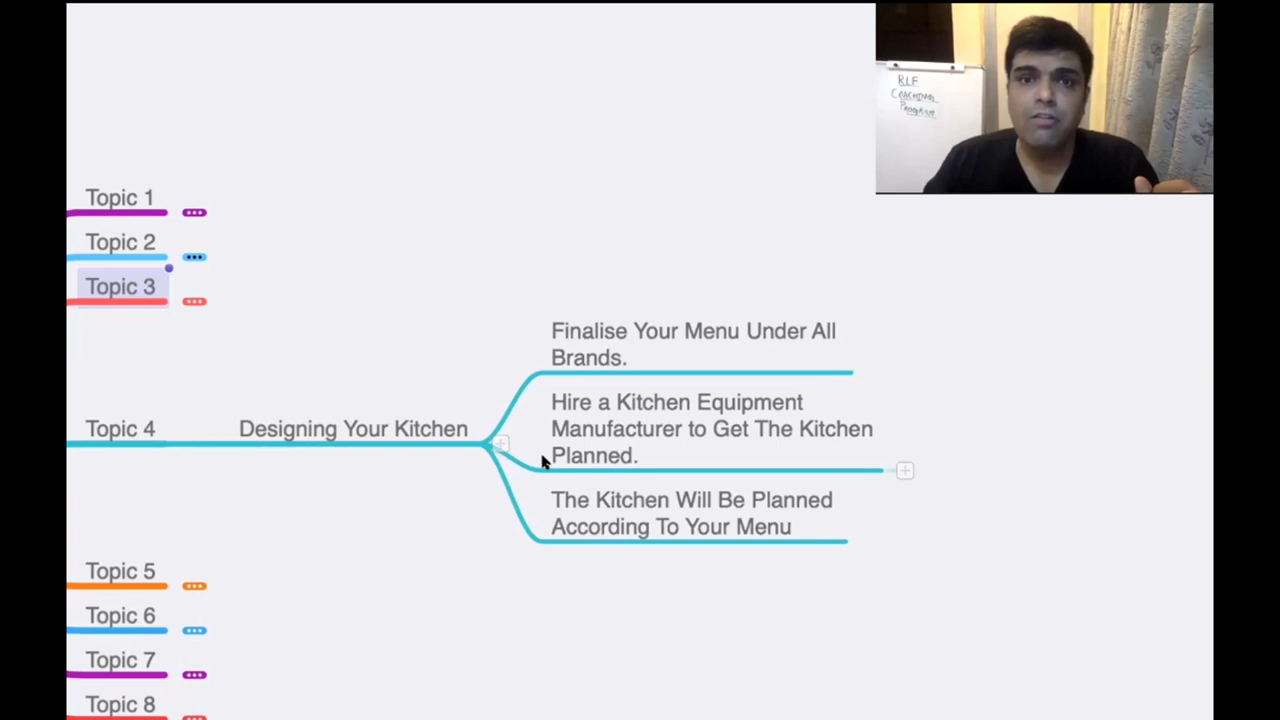 RLF
COACHING
Topic 1
Topic 2
Topic 3
Finalise Your Menu Under All
Brands.
Hire a Kitchen Equipment
Manufacturer to Get The Kitchen
Planned.
Topic 4
Designing Your Kitchen
The Kitchen Will Be Planned
According To Your Menu
Topic 5
Topic 6
Topic 7
Topic 8